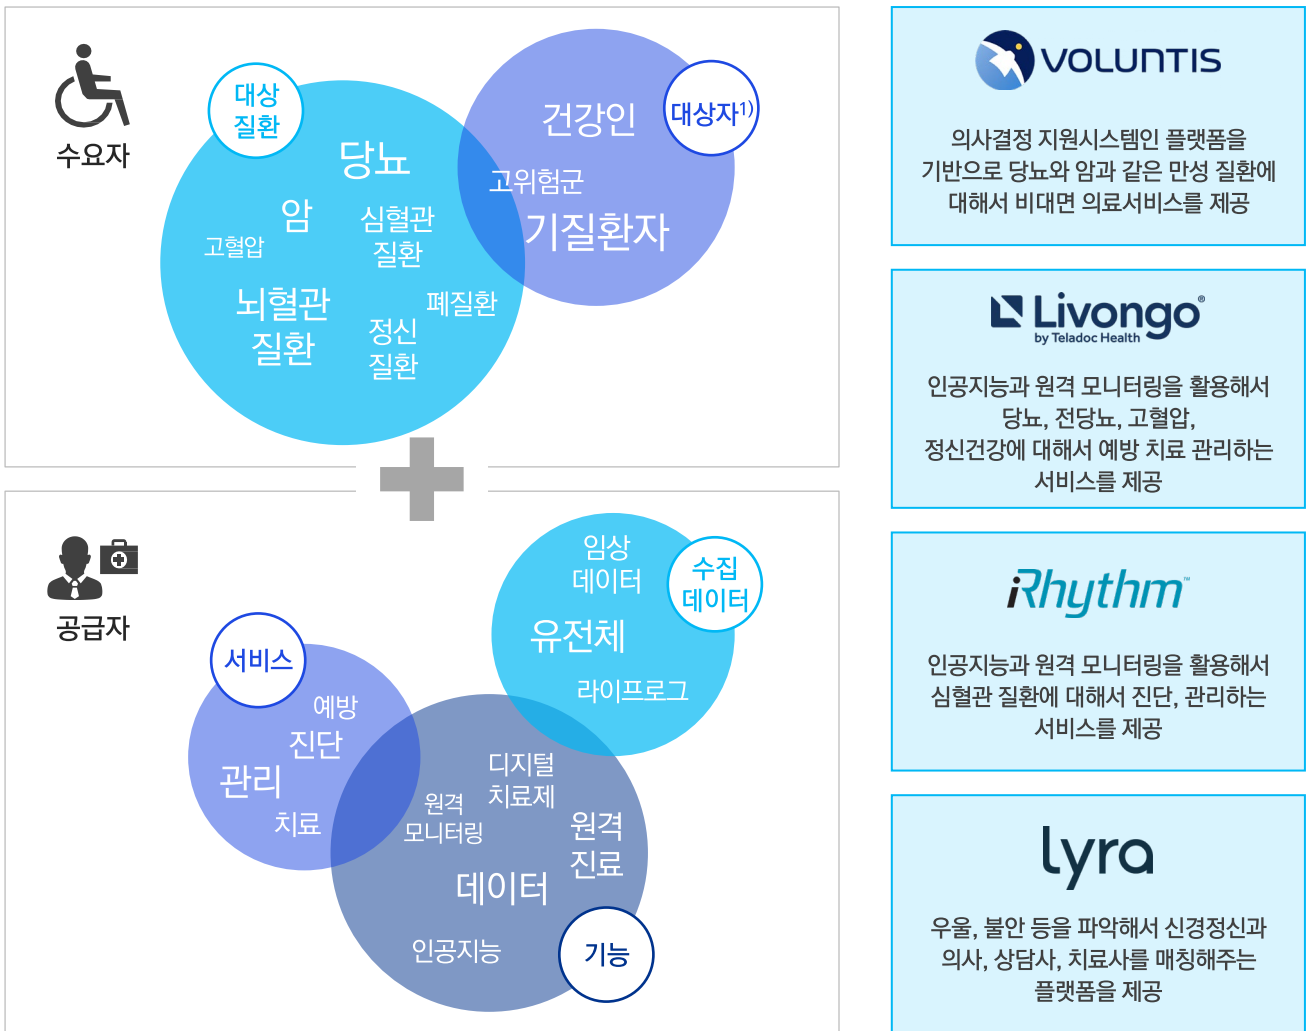 수요자
대상
질환
당뇨
암
심혈관
질환
고혈압
뇌혈관
질환
폐질환
정신
질환
대상자1)
건강인
고위험군
기질환자
공급자
서비스
예방
진단
관리
치료
수집
데이터
임상
데이터
유전체
라이프로그
디지털
치료제
원격
모니터링
원격
진료
데이터
인공지능
기능
VOLUNTIS
의사결정 지원시스템인 플랫폼을
기반으로 당뇨와 암과 같은 만성 질환에
대해서 비대면 의료서비스를 제공
Livongo®
by Teladoc Health
인공지능과 원격 모니터링을 활용해서
당뇨, 전당뇨, 고혈압,
정신건강에 대해서 예방 치료 관리하는
서비스를 제공
iRhythm™
인공지능과 원격 모니터링을 활용해서
심혈관 질환에 대해서 진단, 관리하는
서비스를 제공
lyra
우울, 불안 등을 파악해서 신경정신과
의사, 상담사, 치료사를 매칭해주는
플랫폼을 제공